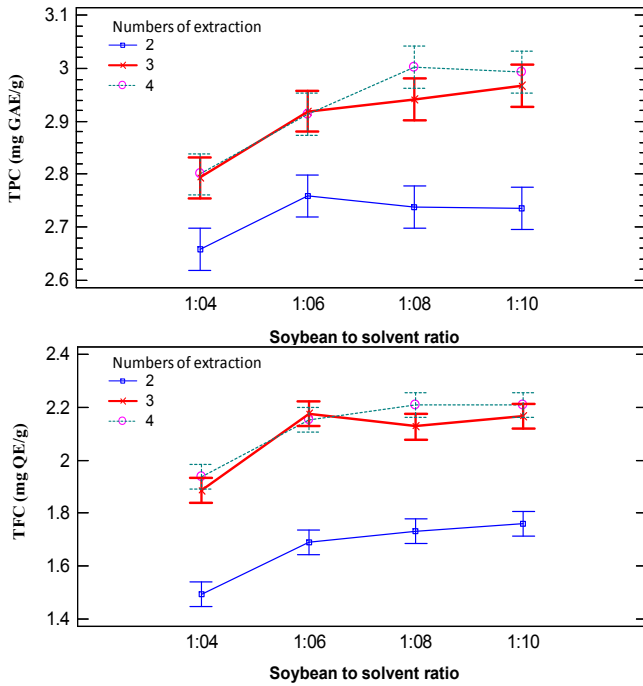 Numbers of extraction
2
3
4
3.1
3
2.9
2.8
2.7
2.6
TPC (mg GAE/g)
1:04 1:06 1:08 1:10
Soybean to solvent ratio
Numbers of extraction
2
3
4
2.4
2.2
2
1.8
1.6
1.4
TFC (mg QE/g)
1:04 1:06 1:08 1:10
Soybean to solvent ratio